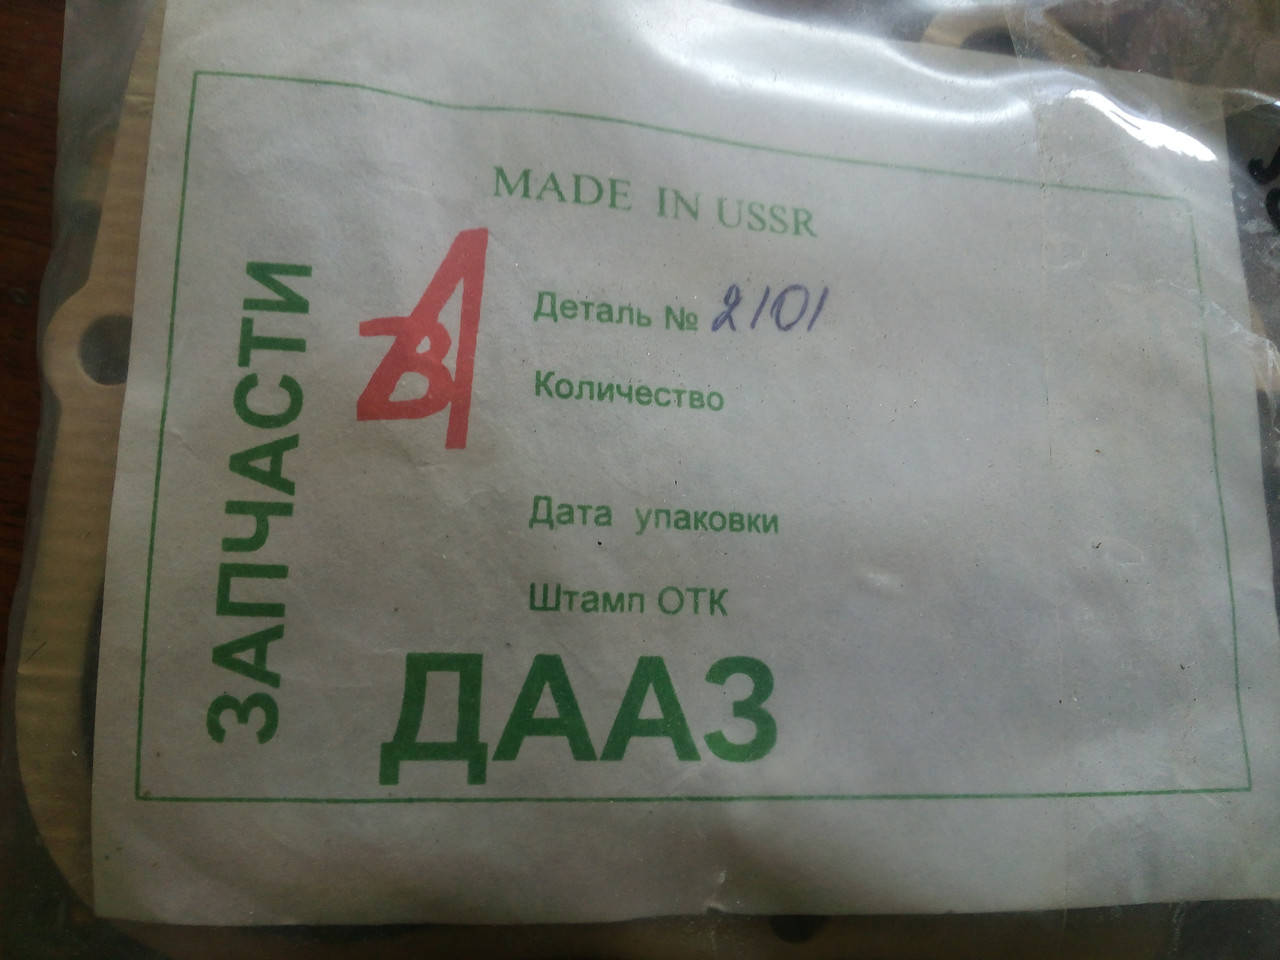 MADE IN USSR
ЗАПЧАСТИ
Деталь № 2101
Количество
Дата упаковки
Штамп ОТК
ДААЗ